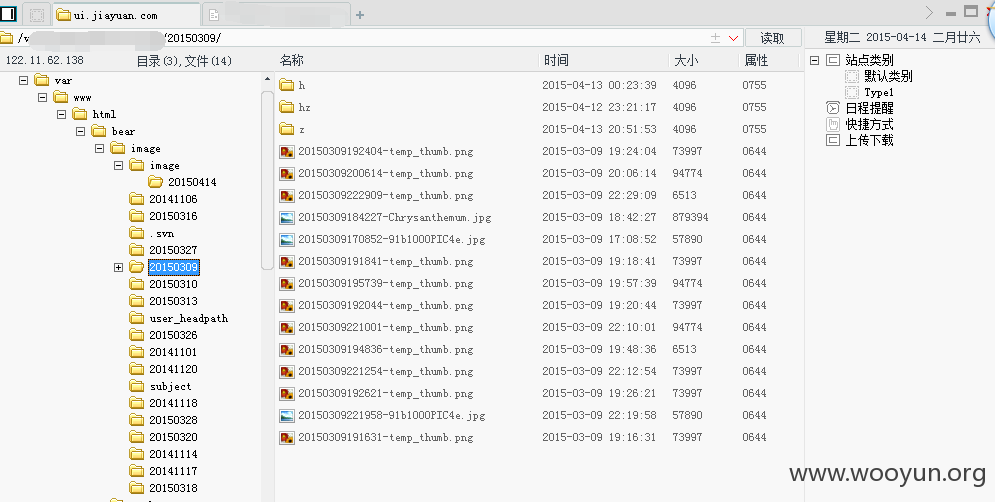 ui.jiayuan.com
/20150309/
读取
星期二 2015-04-14 二月廿六
122.11.62.138
目录(3),文件(14)
名称 时间 大小 属性
var
www
html
bear
image
image
20150414
20141106
20150316
.svn
20150327
20150309
20150310
20150313
user_headpath
20150326
20141101
20141120
subject
20141118
20150328
20150320
20141114
20141117
20150318
h 2015-04-13 00:23:39 4096 0755
hz 2015-04-12 23:21:17 4096 0755
z 2015-04-13 20:51:53 4096 0755
20150309192404-temp_thumb.png 2015-03-09 19:24:04 73997 0644
20150309200614-temp_thumb.png 2015-03-09 20:06:14 94774 0644
20150309222909-temp_thumb.png 2015-03-09 22:29:09 6513 0644
20150309184227-Chrysanthemum.jpg 2015-03-09 18:42:27 879394 0644
20150309170852-91b1000PIC4e.jpg 2015-03-09 17:08:52 57890 0644
20150309191841-temp_thumb.png 2015-03-09 19:18:41 73997 0644
20150309195739-temp_thumb.png 2015-03-09 19:57:39 94774 0644
20150309192044-temp_thumb.png 2015-03-09 19:20:44 73997 0644
20150309221001-temp_thumb.png 2015-03-09 22:10:01 94774 0644
20150309194836-temp_thumb.png 2015-03-09 19:48:36 6513 0644
20150309221254-temp_thumb.png 2015-03-09 22:12:54 73997 0644
20150309192621-temp_thumb.png 2015-03-09 19:26:21 73997 0644
20150309221958-91b1000PIC4e.jpg 2015-03-09 22:19:58 57890 0644
20150309191631-temp_thumb.png 2015-03-09 19:16:31 73997 0644
站点类别
默认类别
Type1
日程提醒
快捷方式
上传下载
www.wooyun.org